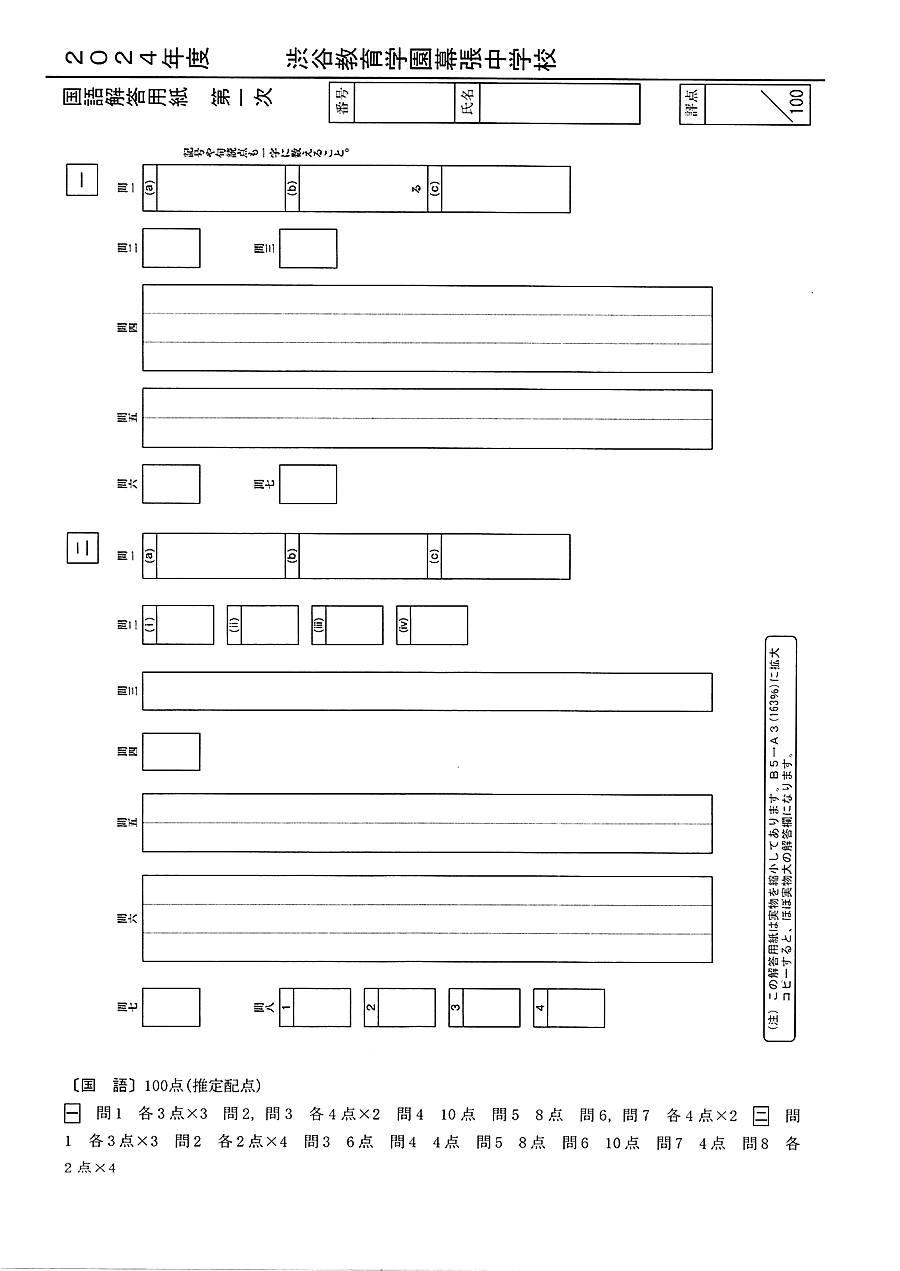 2024年度　渋谷教育学園幕張中学校
国語解答用紙　第一次
番号
氏名
評点
／100
記号や句読点も一字に数えること。
一
問一
(a)
(b)
る
(c)
問二
問三
問四
問五
問六
問七
二
問一
(a)
(b)
(c)
問二
(i)
(ii)
(iii)
(iv)
問三
問四
問五
問六
問七
問八
1
2
3
4
(注)　この解答用紙は実物を縮小してあります。B5→A3(163%)に拡大
コピーすると、ほぼ実物大の解答欄になります。
〔国　語〕100点(推定配点)
一　問1　各3点×3　問2, 問3　各4点×2　問4　10点　問5　8点　問6, 問7　各4点×2　二　問
1　各3点×3　問2　各2点×4　問3　6点　問4　4点　問5　8点　問6　10点　問7　4点　問8　各
2点×4